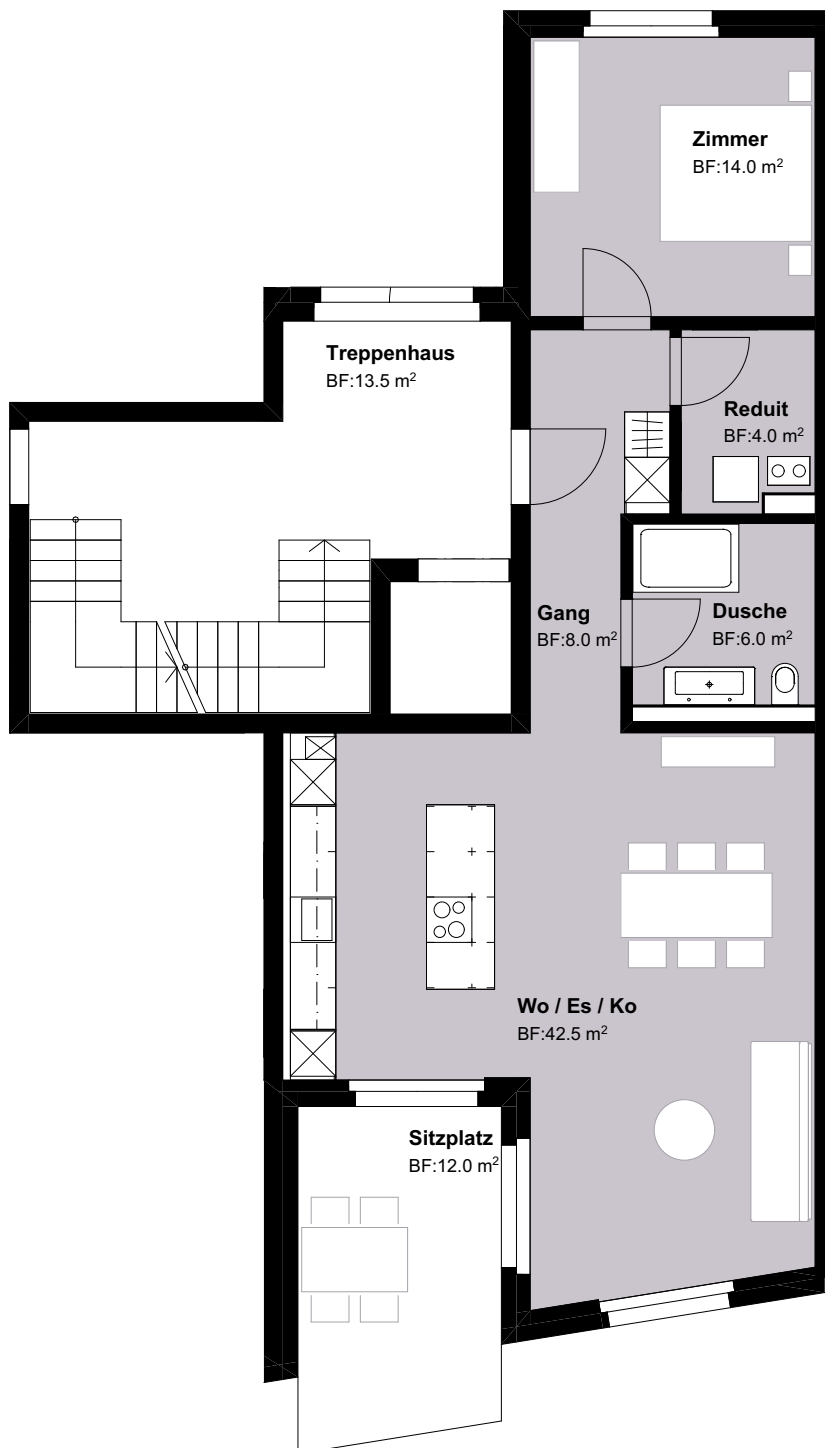 Zimmer
BF:14.0 m²
Treppenhaus
BF:13.5 m²
Reduit
BF:4.0 m²
Gang
BF:8.0 m²
Dusche
BF:6.0 m²
Wo / Es / Ko
BF:42.5 m²
Sitzplatz
BF:12.0 m²